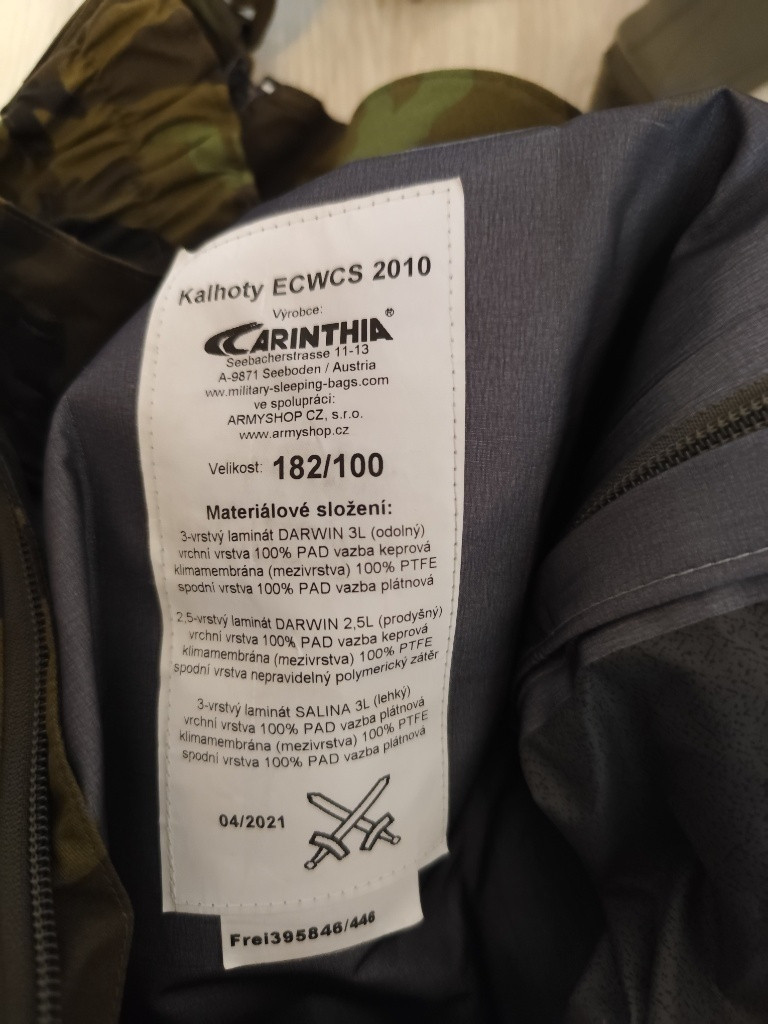 Kalhoty ECWCS 2010
Výrobce:
CARINTHIA®
Seebacherstrasse 11-13
A-9871 Seeboden / Austria
www.military-sleeping-bags.com
ve spolupráci:
ARMYSHOP CZ, s.r.o.
www.armyshop.cz
Velikost: 182/100
Materiálové složení:
3-vrstvý laminát DARWIN 3L (odolný)
vrchní vrstva 100% PAD vazba keprová
klimamembrána (mezivrstva) 100% PTFE
spodní vrstva 100% PAD vazba plátnová
2,5-vrstvý laminát DARWIN 2,5L (prodyšný)
vrchní vrstva 100% PAD vazba keprová
klimamembrána (mezivrstva) 100% PTFE
spodní vrstva nepravidelný polymerický zátěr
3-vrstvý laminát SALINA 3L (lehký)
vrchní vrstva 100% PAD vazba plátnová
klimamembrána (mezivrstva) 100% PTFE
spodní vrstva 100% PAD vazba plátnová
04/2021
Frei395846/446